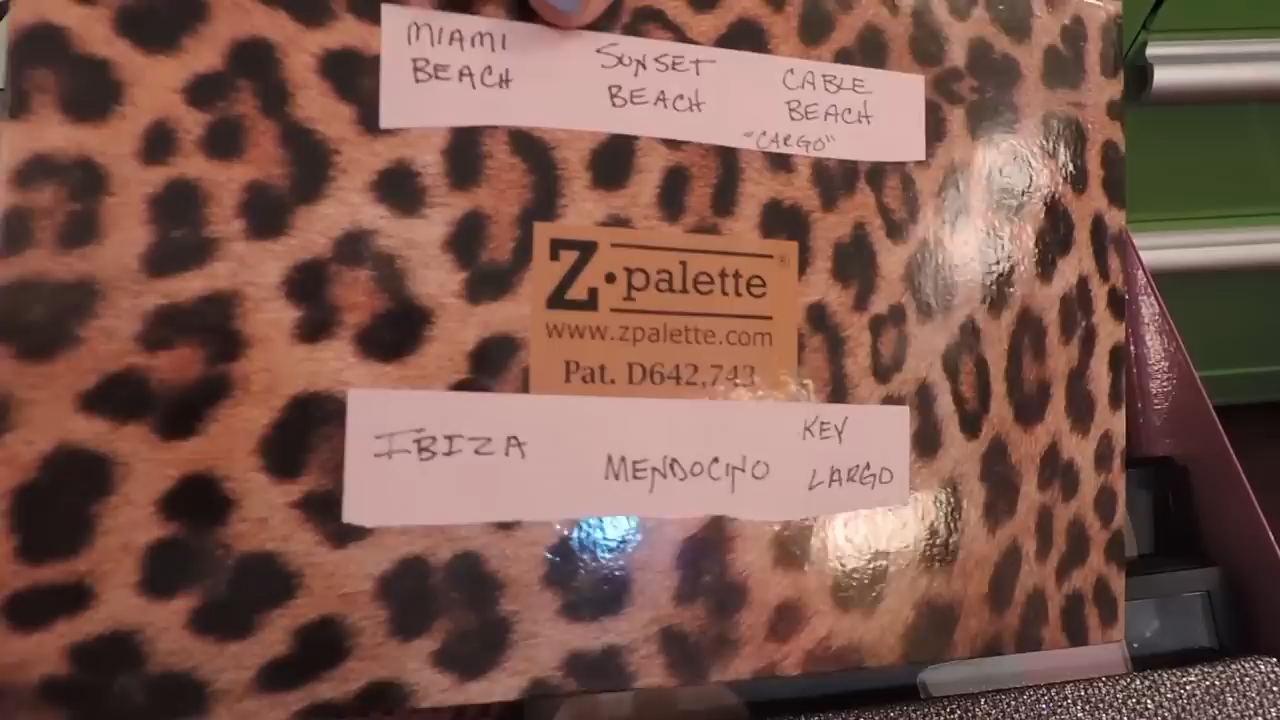 MIAMI
BEACH
SUNSET
BEACH
CABLE
BEACH
"CARGO"
Z·palette®
www.zpalette.com
Pat. D642,743
IBIZA
MENDOCINO
KEY
LARGO